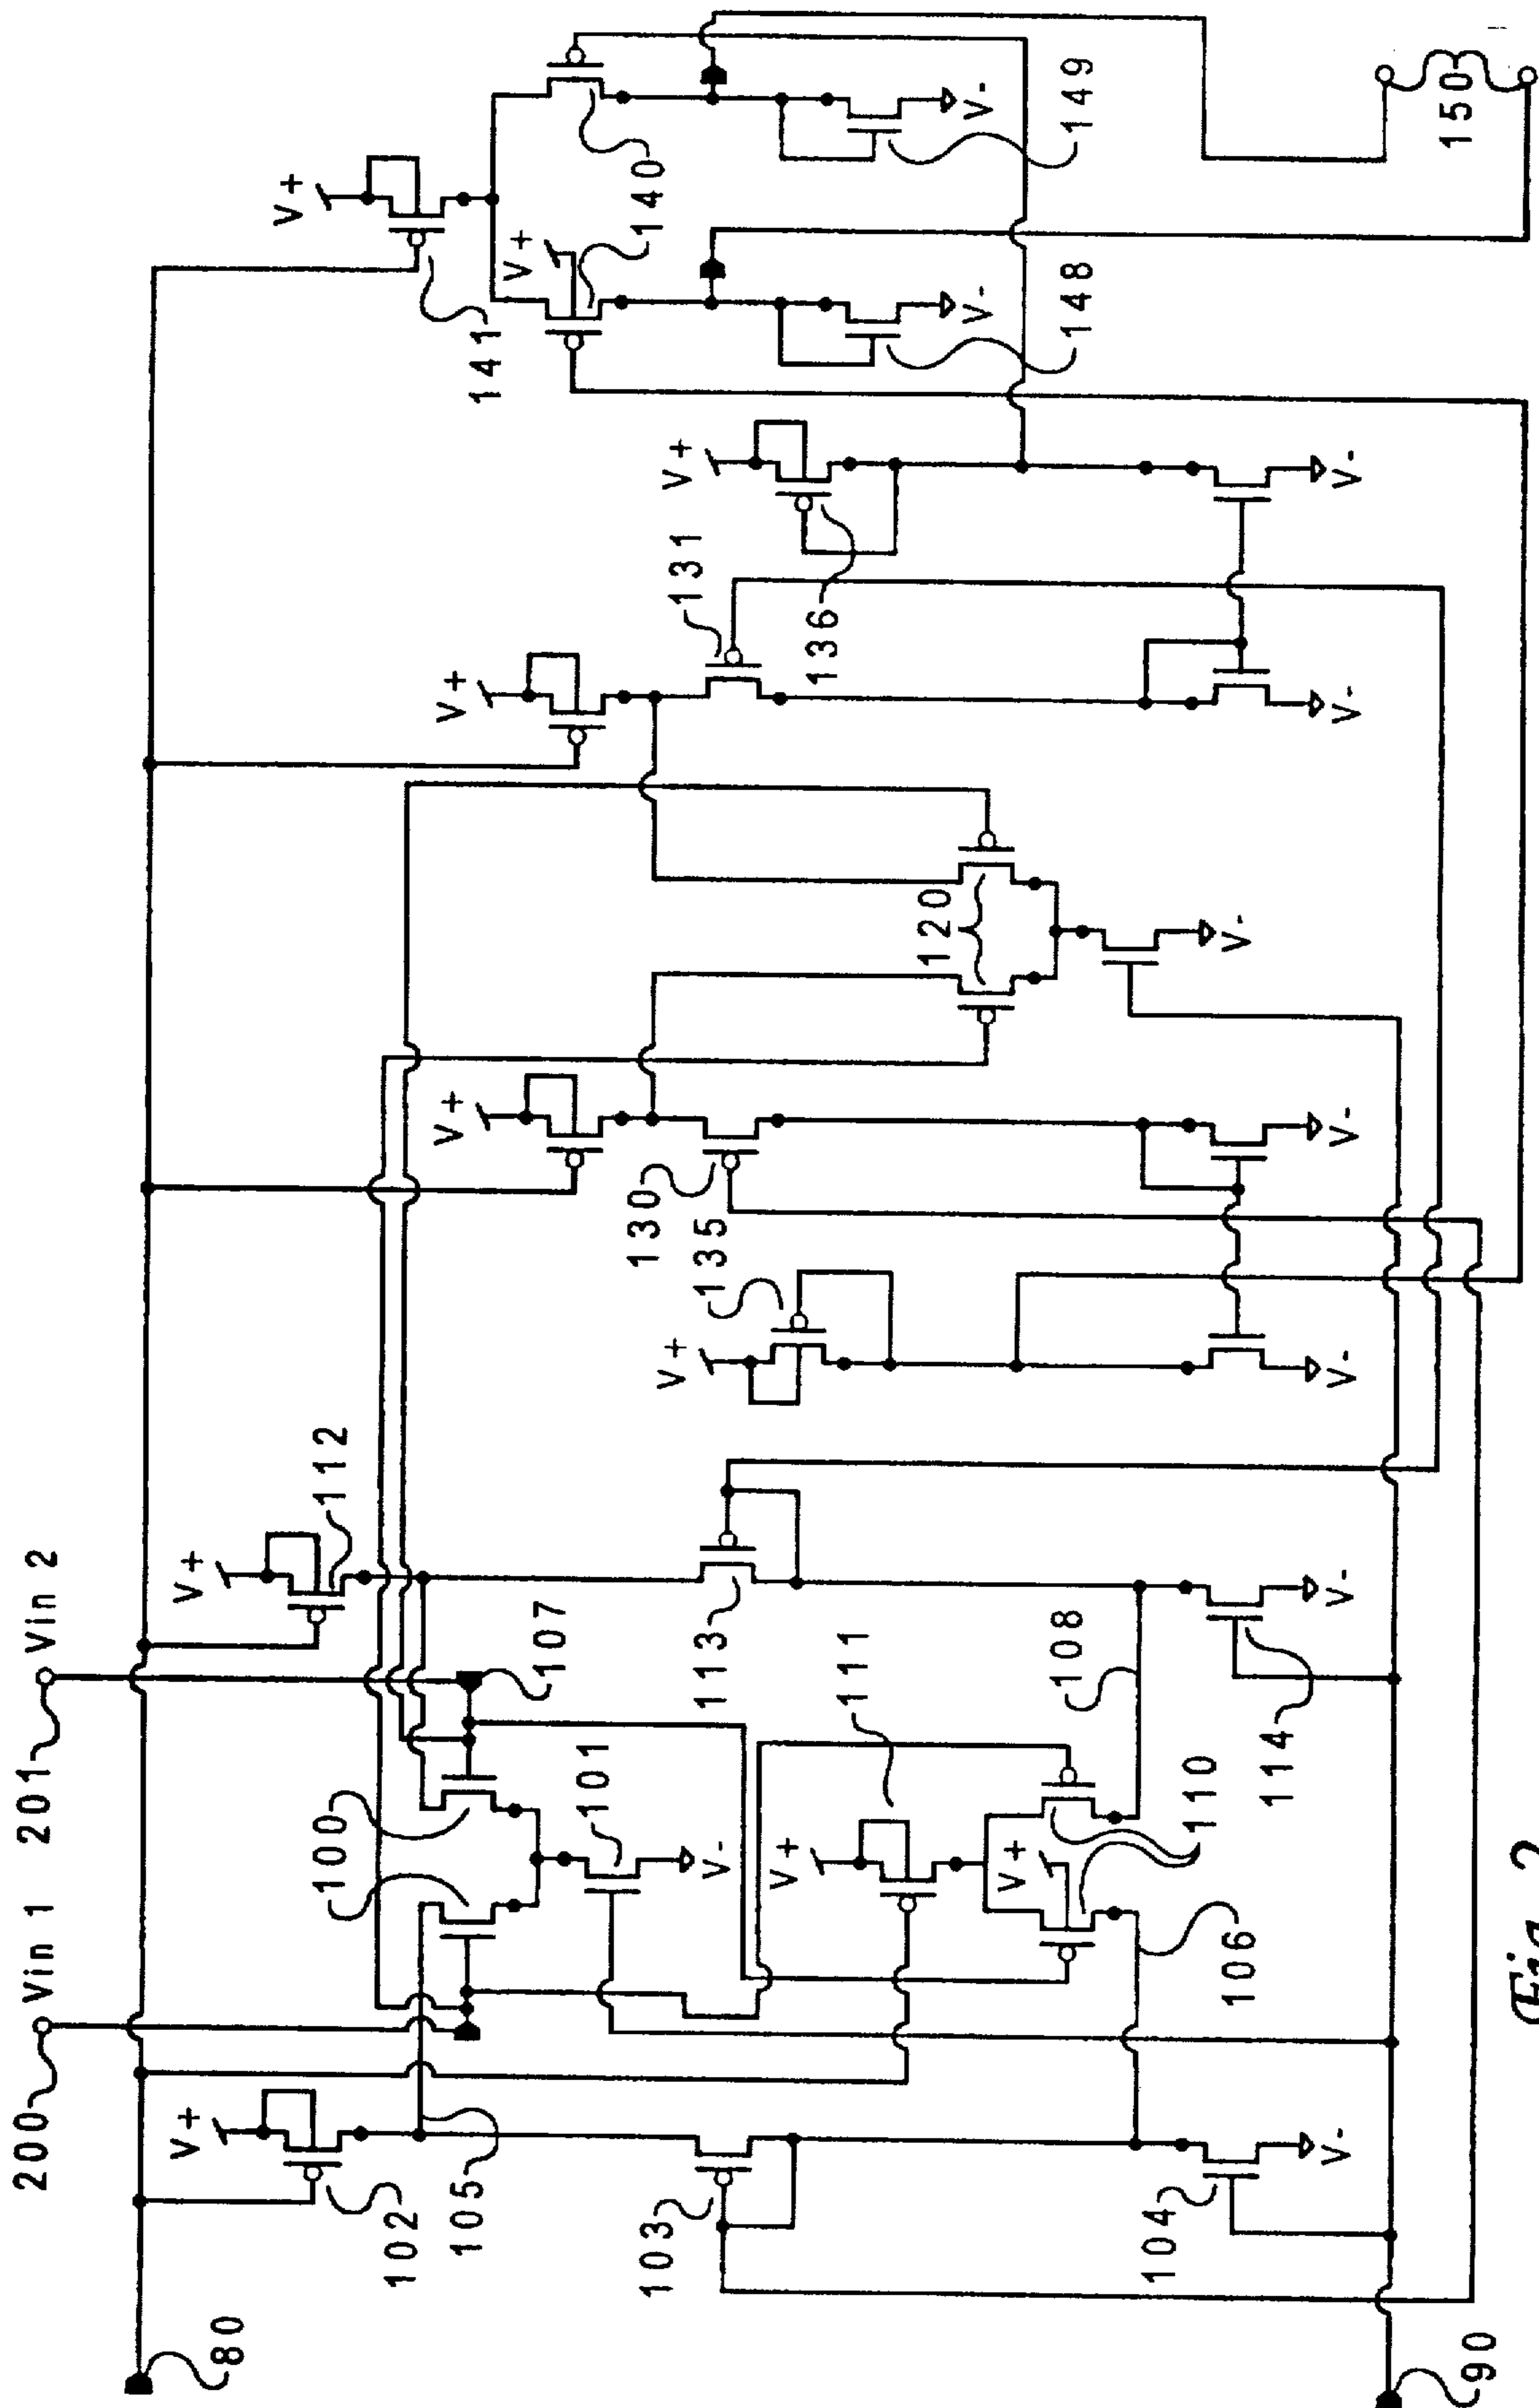 200 Vin 1 201 Vin 2
V+ V+
80
V+
100 112
102
V+ V+
105
141
V+
107
101
130 140
103
V+ V+
131
135
V-
113
V+
136
111
120
V- V-
V+
108
148 149
104
110
V-
106
114
V- V- V- V- V- V-
150
90
Fig. 2